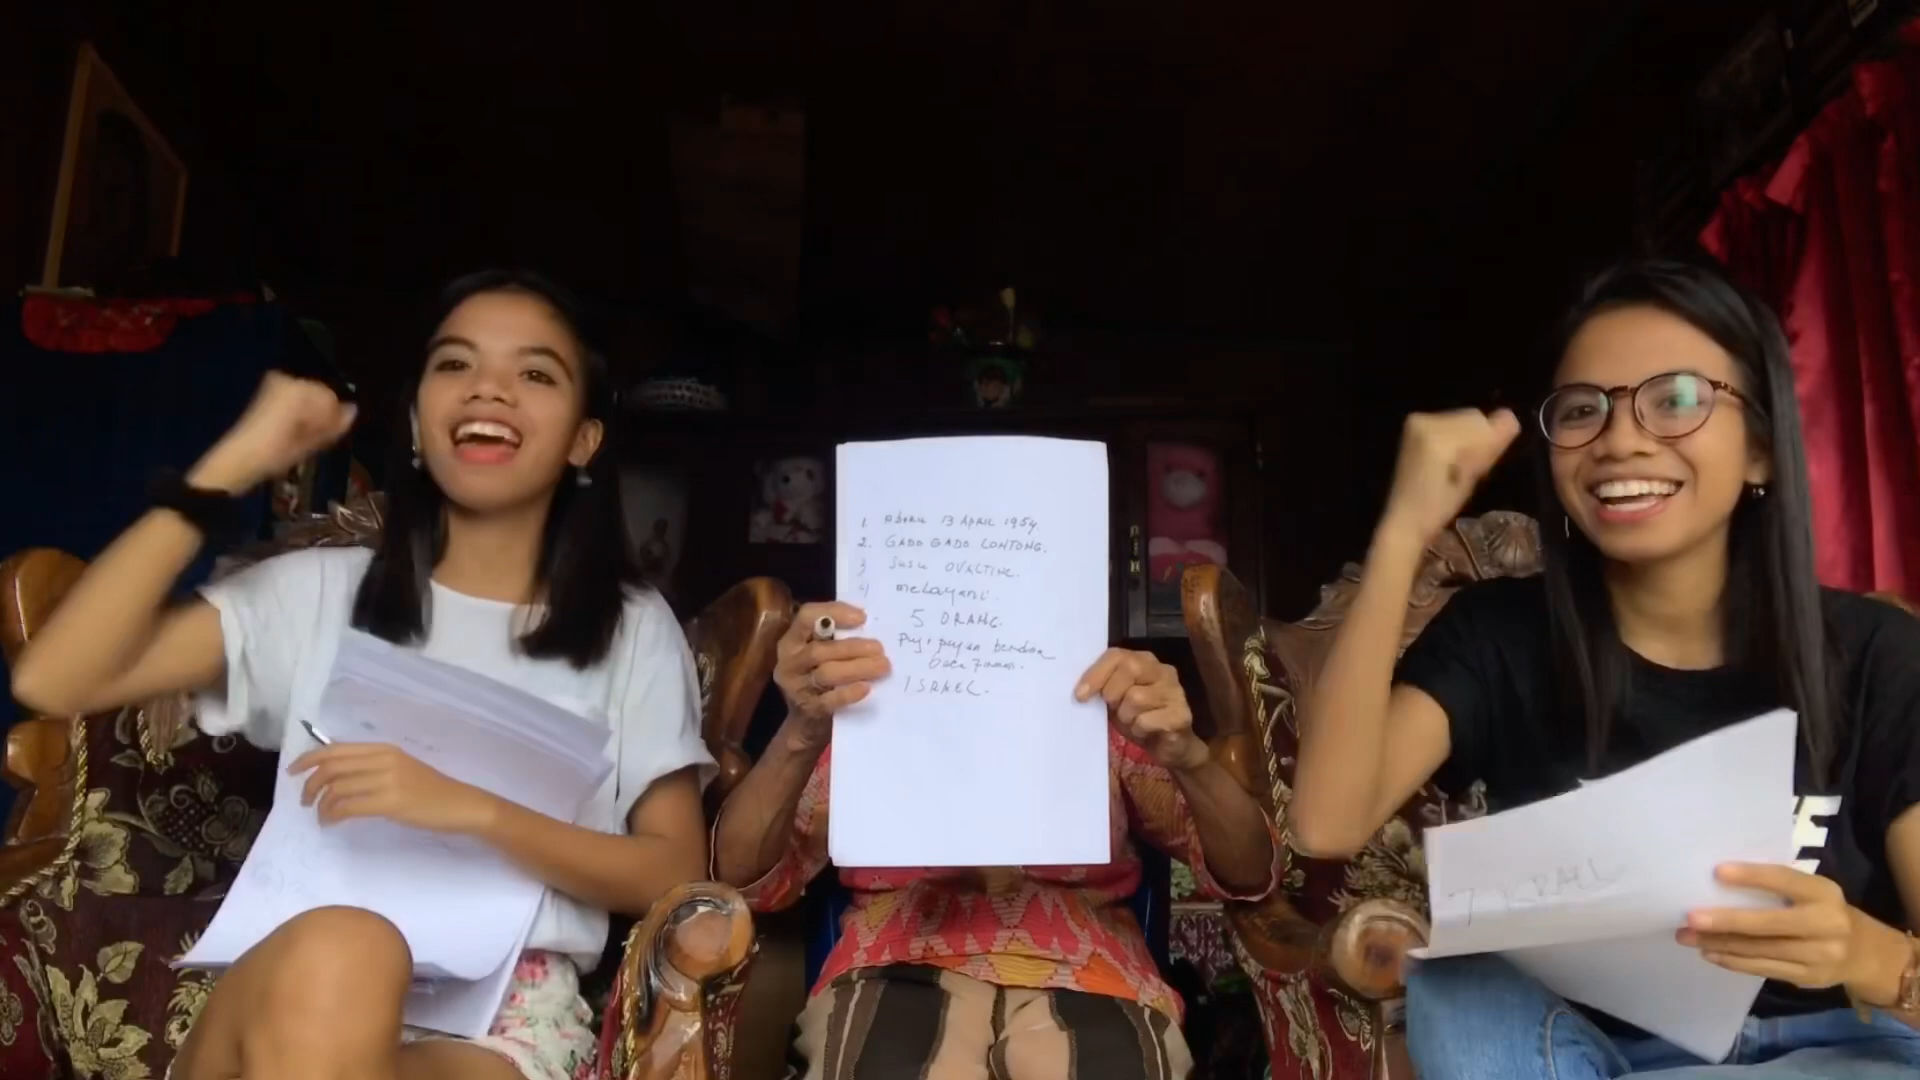 1. 13 APRIL 1954.
2. GADO GADO LONTONG.
3 SUSU OVALTINE.
4) melayani.
5 ORANG.
ISRAEL.
7 ISRAEL